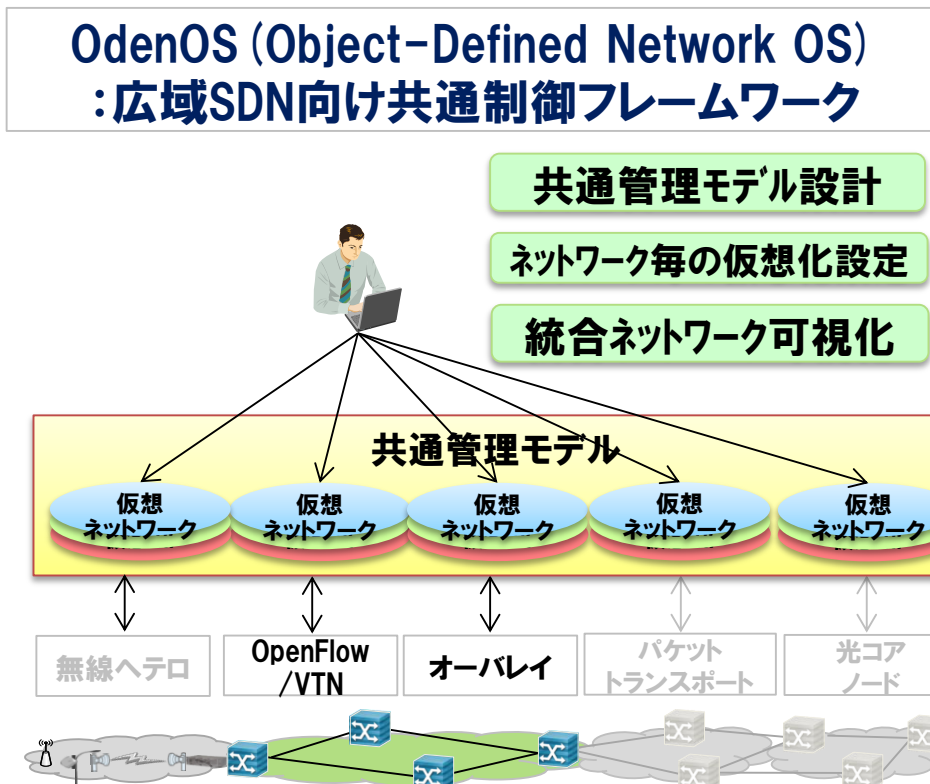 OdenOS(Object-Defined Network OS)
:広域SDN向け共通制御フレームワーク
共通管理モデル設計
ネットワーク毎の仮想化設定
統合ネットワーク可視化
共通管理モデル
仮想
ネットワーク
仮想
ネットワーク
仮想
ネットワーク
仮想
ネットワーク
仮想
ネットワーク
無線ヘテロ
OpenFlow
/VTN
オーバレイ
パケット
トランスポート
光コア
ノード